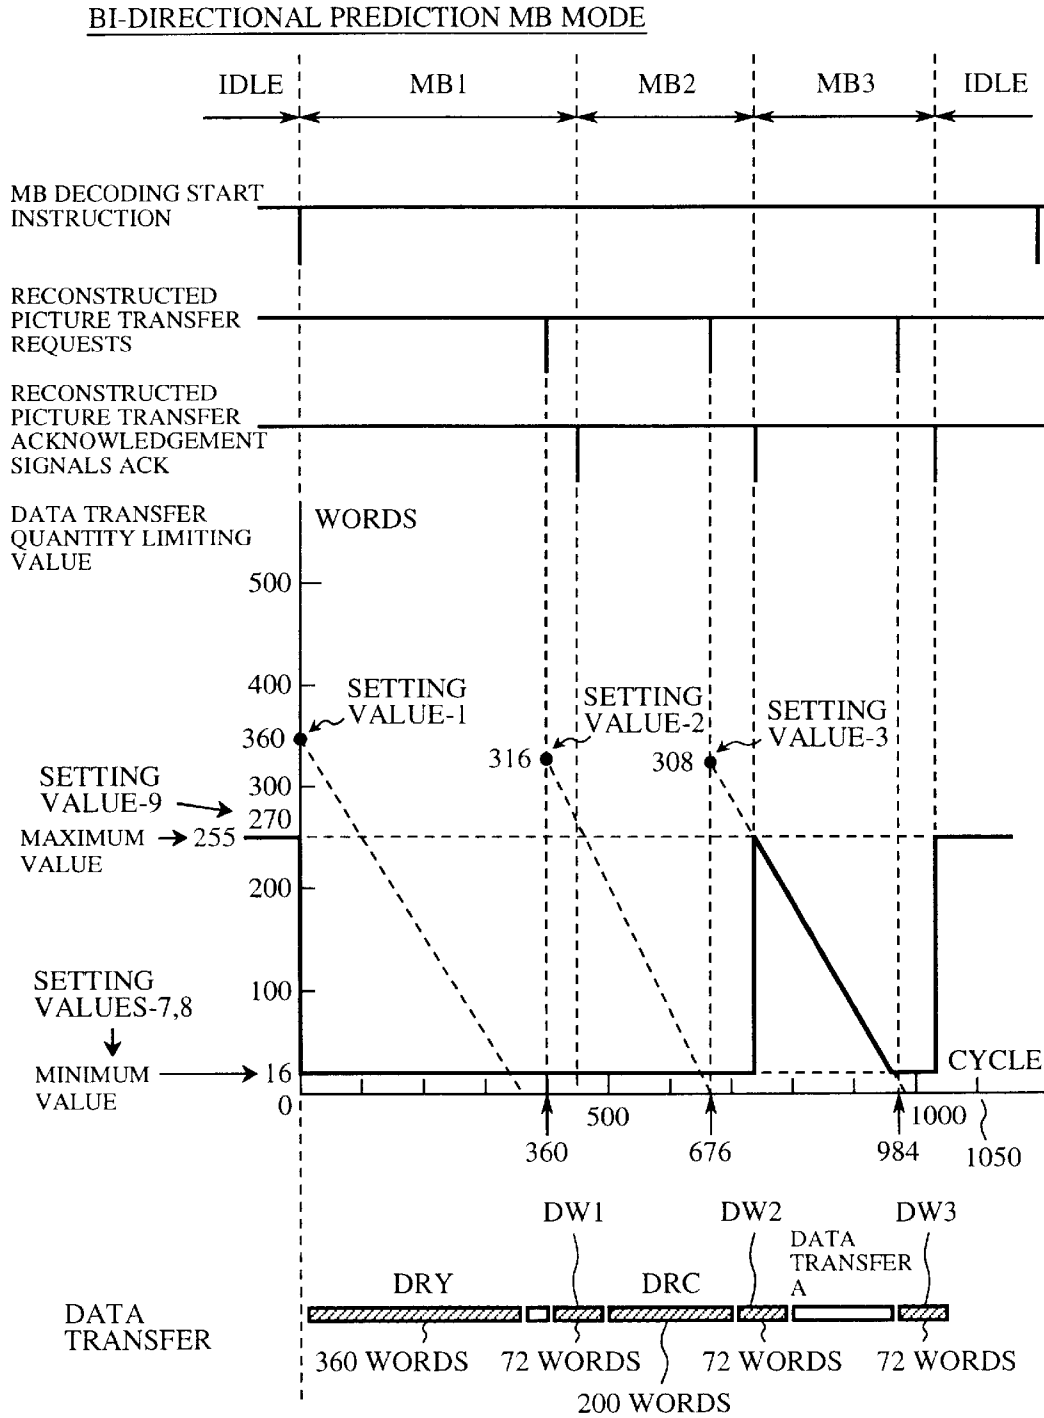 BI-DIRECTIONAL PREDICTION MB MODE
IDLE MB1 MB2 MB3 IDLE
MB DECODING START
INSTRUCTION
RECONSTRUCTED
PICTURE TRANSFER
REQUESTS
RECONSTRUCTED
PICTURE TRANSFER
ACKNOWLEDGEMENT
SIGNALS ACK
DATA TRANSFER
QUANTITY LIMITING
VALUE
WORDS
500
400
SETTING
VALUE-1
SETTING
VALUE-2
SETTING
VALUE-3
360
316
308
300
SETTING
VALUE-9
270
MAXIMUM
VALUE
255
200
SETTING
VALUES-7,8
100
MINIMUM
VALUE
16
CYCLE
0
500
1000
360
676
984
1050
DW1
DW2
DW3
DATA
TRANSFER
A
DRY
DRC
DATA
TRANSFER
360 WORDS
72 WORDS
200 WORDS
72 WORDS
72 WORDS